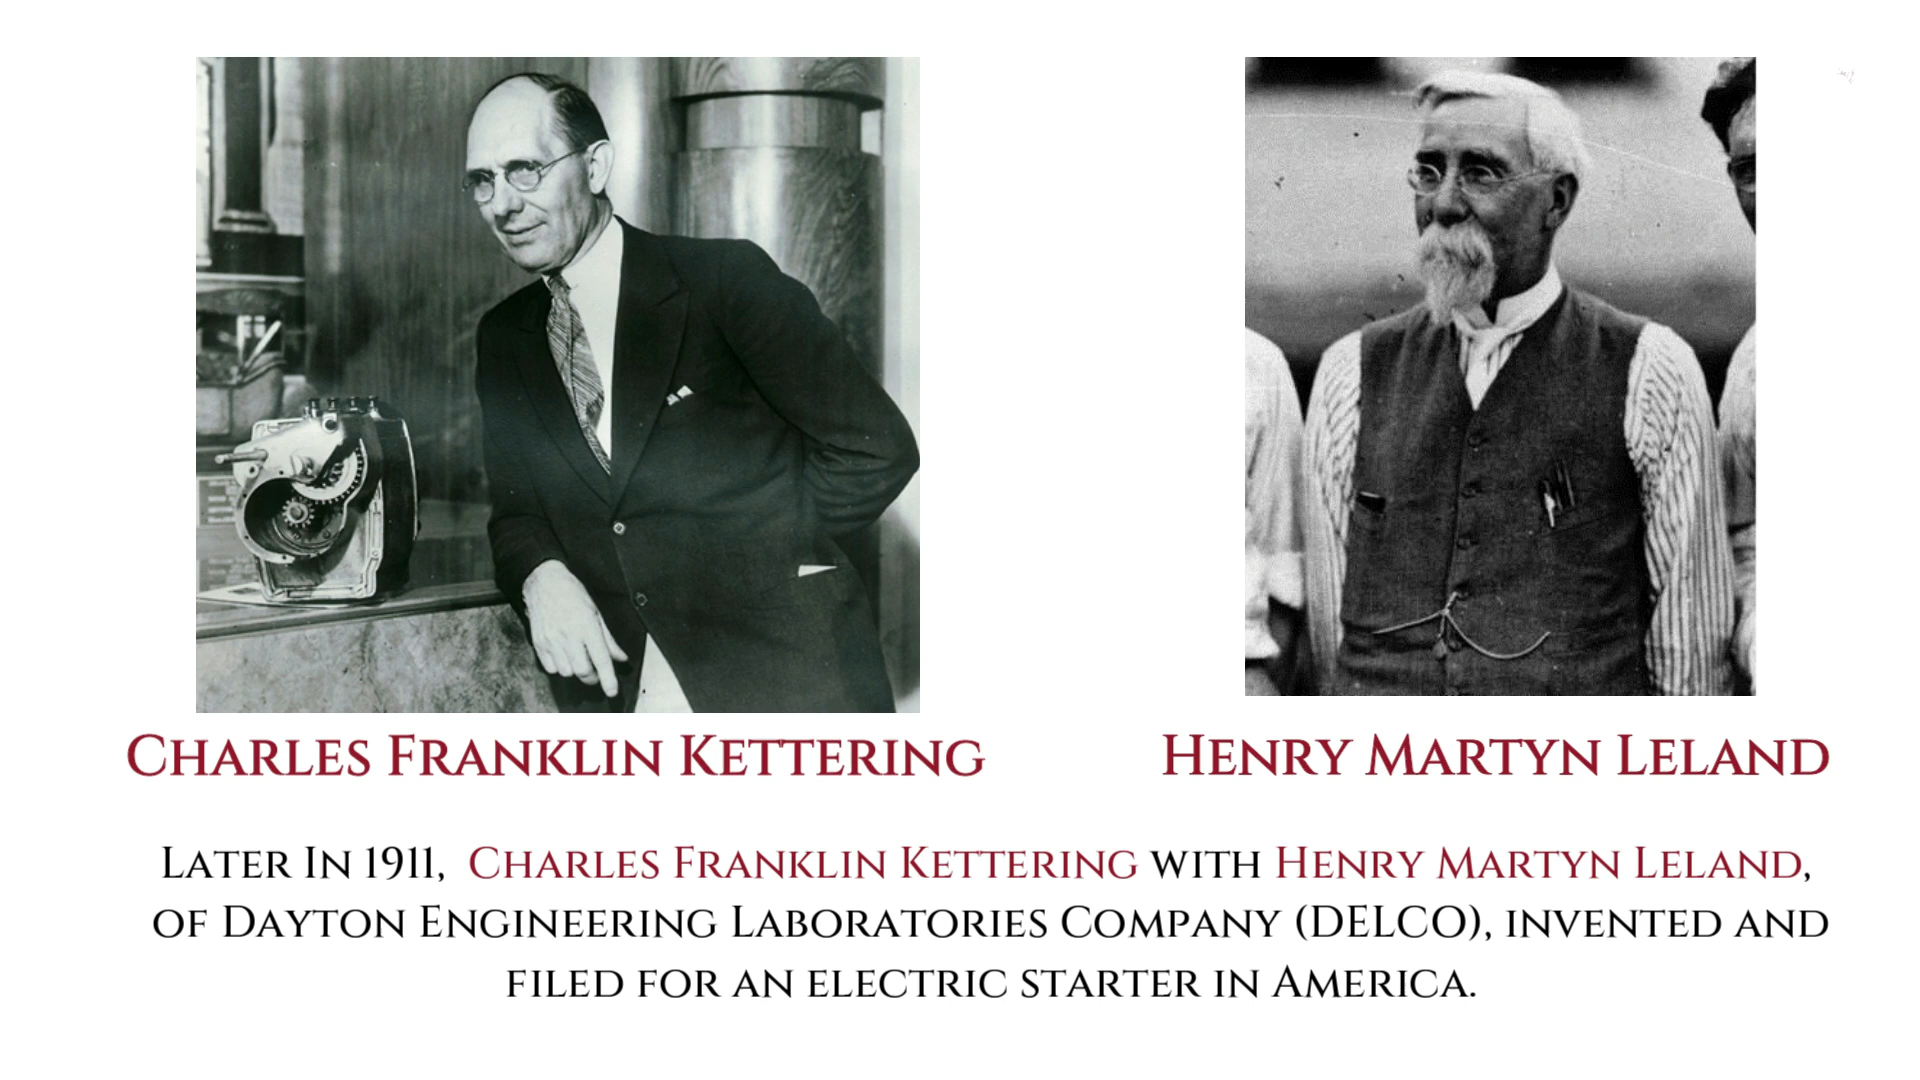 Charles Franklin Kettering
Henry Martyn Leland
Later In 1911, Charles Franklin Kettering with Henry Martyn Leland,
of Dayton Engineering Laboratories Company (DELCO), invented and
filed for an electric starter in America.